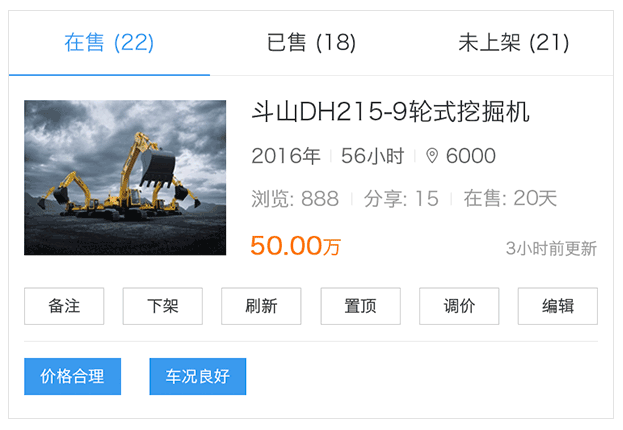 在售 (22) 已售 (18) 未上架 (21)
斗山DH215-9轮式挖掘机
2016年 56小时 6000
浏览: 888 分享: 15 在售: 20天
50.00万 3小时前更新
备注 下架 刷新 置顶 调价 编辑
价格合理 车况良好